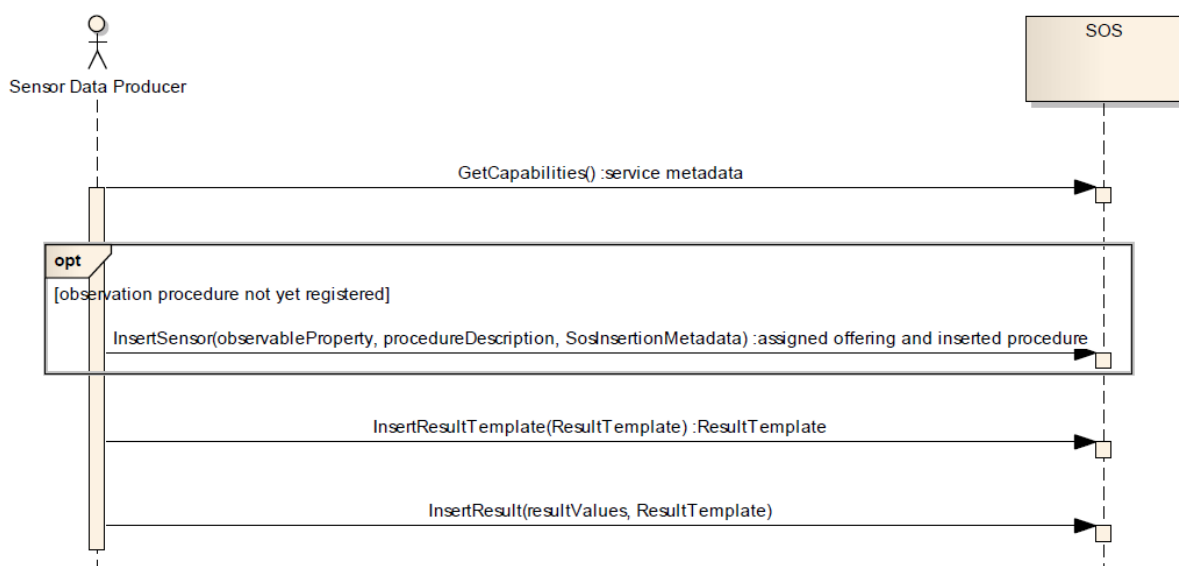 SOS
Sensor Data Producer
GetCapabilities() :service metadata
opt
[observation procedure not yet registered]
InsertSensor(observableProperty, procedureDescription, SosInsertionMetadata) :assigned offering and inserted procedure
InsertResultTemplate(ResultTemplate) :ResultTemplate
InsertResult(resultValues, ResultTemplate)